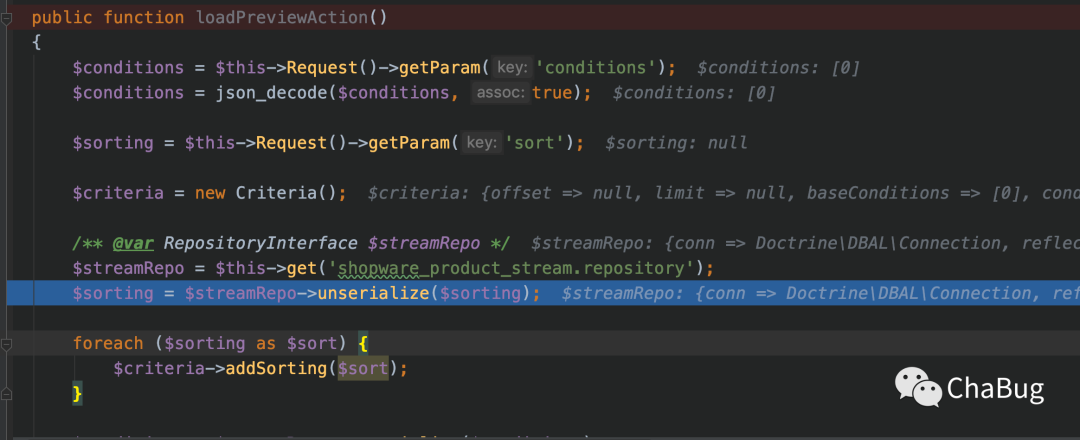 public function loadPreviewAction()
{
$conditions = $this->Request()->getParam( key: 'conditions'); $conditions: [0]
$conditions = json_decode($conditions, assoc: true); $conditions: [0]
$sorting = $this->Request()->getParam( key: 'sort'); $sorting: null
$criteria = new Criteria(); $criteria: {offset => null, limit => null, baseConditions => [0], cond
/** @var RepositoryInterface $streamRepo */ $streamRepo: {conn => Doctrine\DBAL\Connection, reflec
$streamRepo = $this->get('shopware_product_stream.repository');
$sorting = $streamRepo->unserialize($sorting); $streamRepo: {conn => Doctrine\DBAL\Connection, ref
foreach ($sorting as $sort) {
$criteria->addSorting($sort);
}
ChaBug